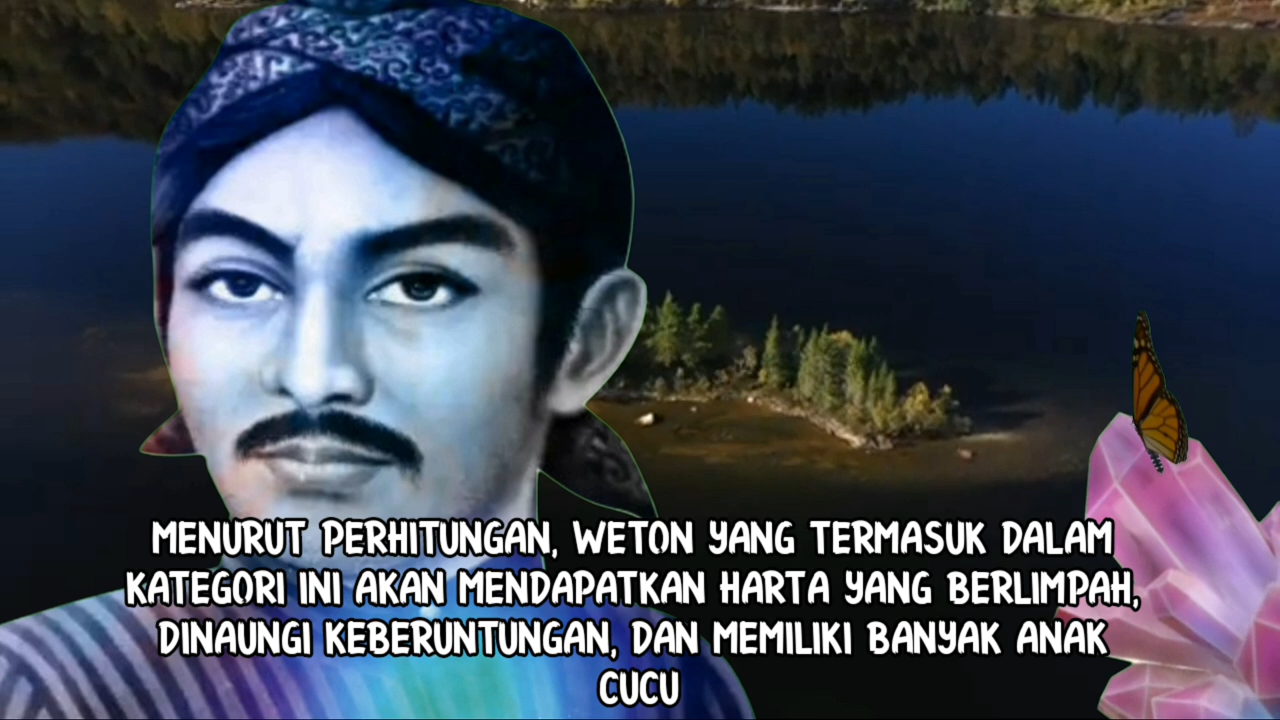 MENURUT PERHITUNGAN, WETON YANG TERMASUK DALAM
KATEGORI INI AKAN MENDAPATKAN HARTA YANG BERLIMPAH,
DINAUNGI KEBERUNTUNGAN, DAN MEMILIKI BANYAK ANAK
CUCU